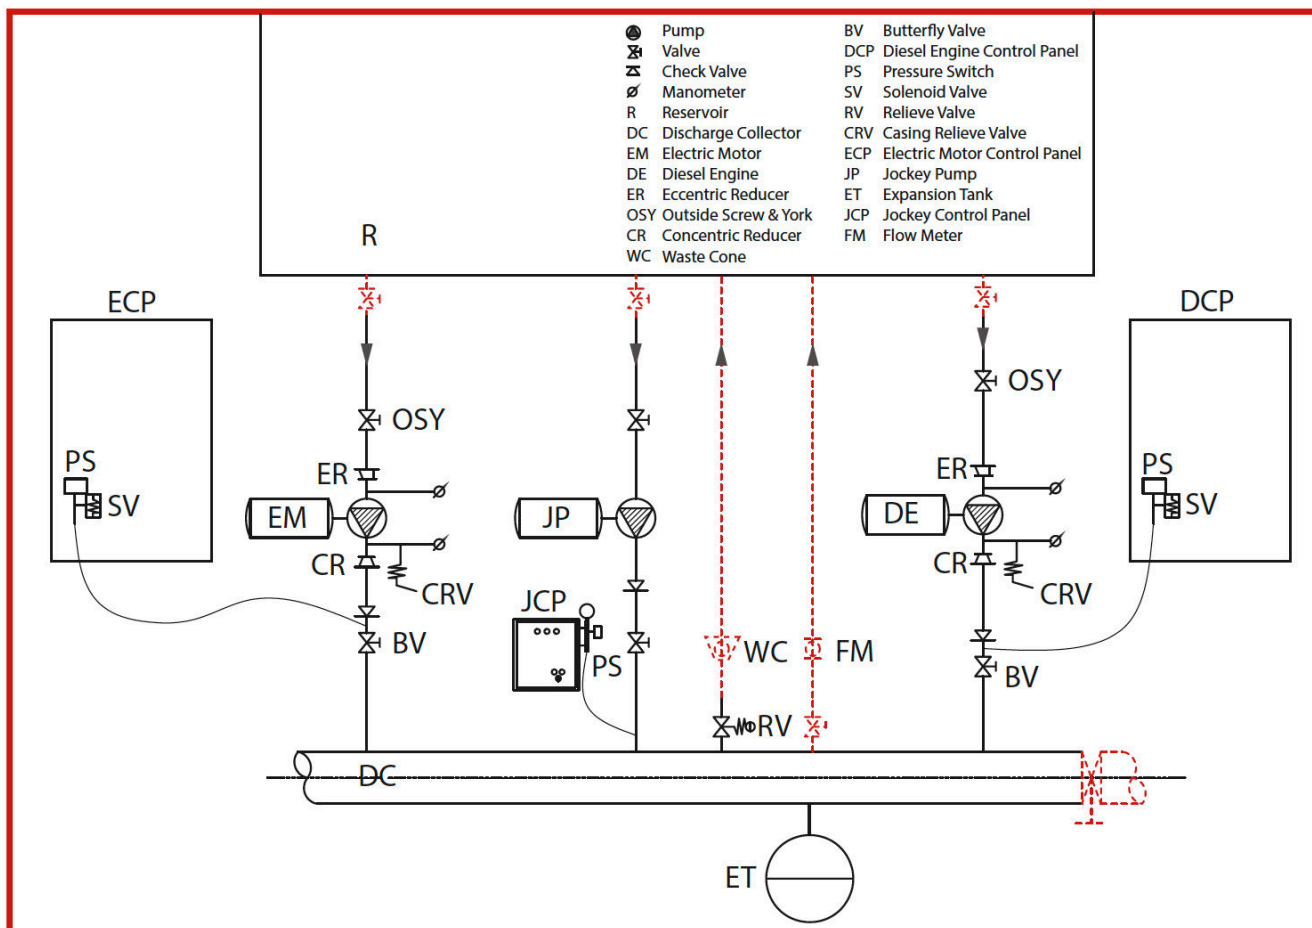 Pump
Valve
Check Valve
Manometer
R Reservoir
DC Discharge Collector
EM Electric Motor
DE Diesel Engine
ER Eccentric Reducer
OSY Outside Screw & York
CR Concentric Reducer
WC Waste Cone
BV Butterfly Valve
DCP Diesel Engine Control Panel
PS Pressure Switch
SV Solenoid Valve
RV Relieve Valve
CRV Casing Relieve Valve
ECP Electric Motor Control Panel
JP Jockey Pump
ET Expansion Tank
JCP Jockey Control Panel
FM Flow Meter
R
ECP
DCP
OSY
OSY
PS
SV
ER
EM
CR
CRV
BV
JP
JCP
PS
WC
FM
RV
ER
DE
CR
CRV
BV
PS
SV
DC
ET